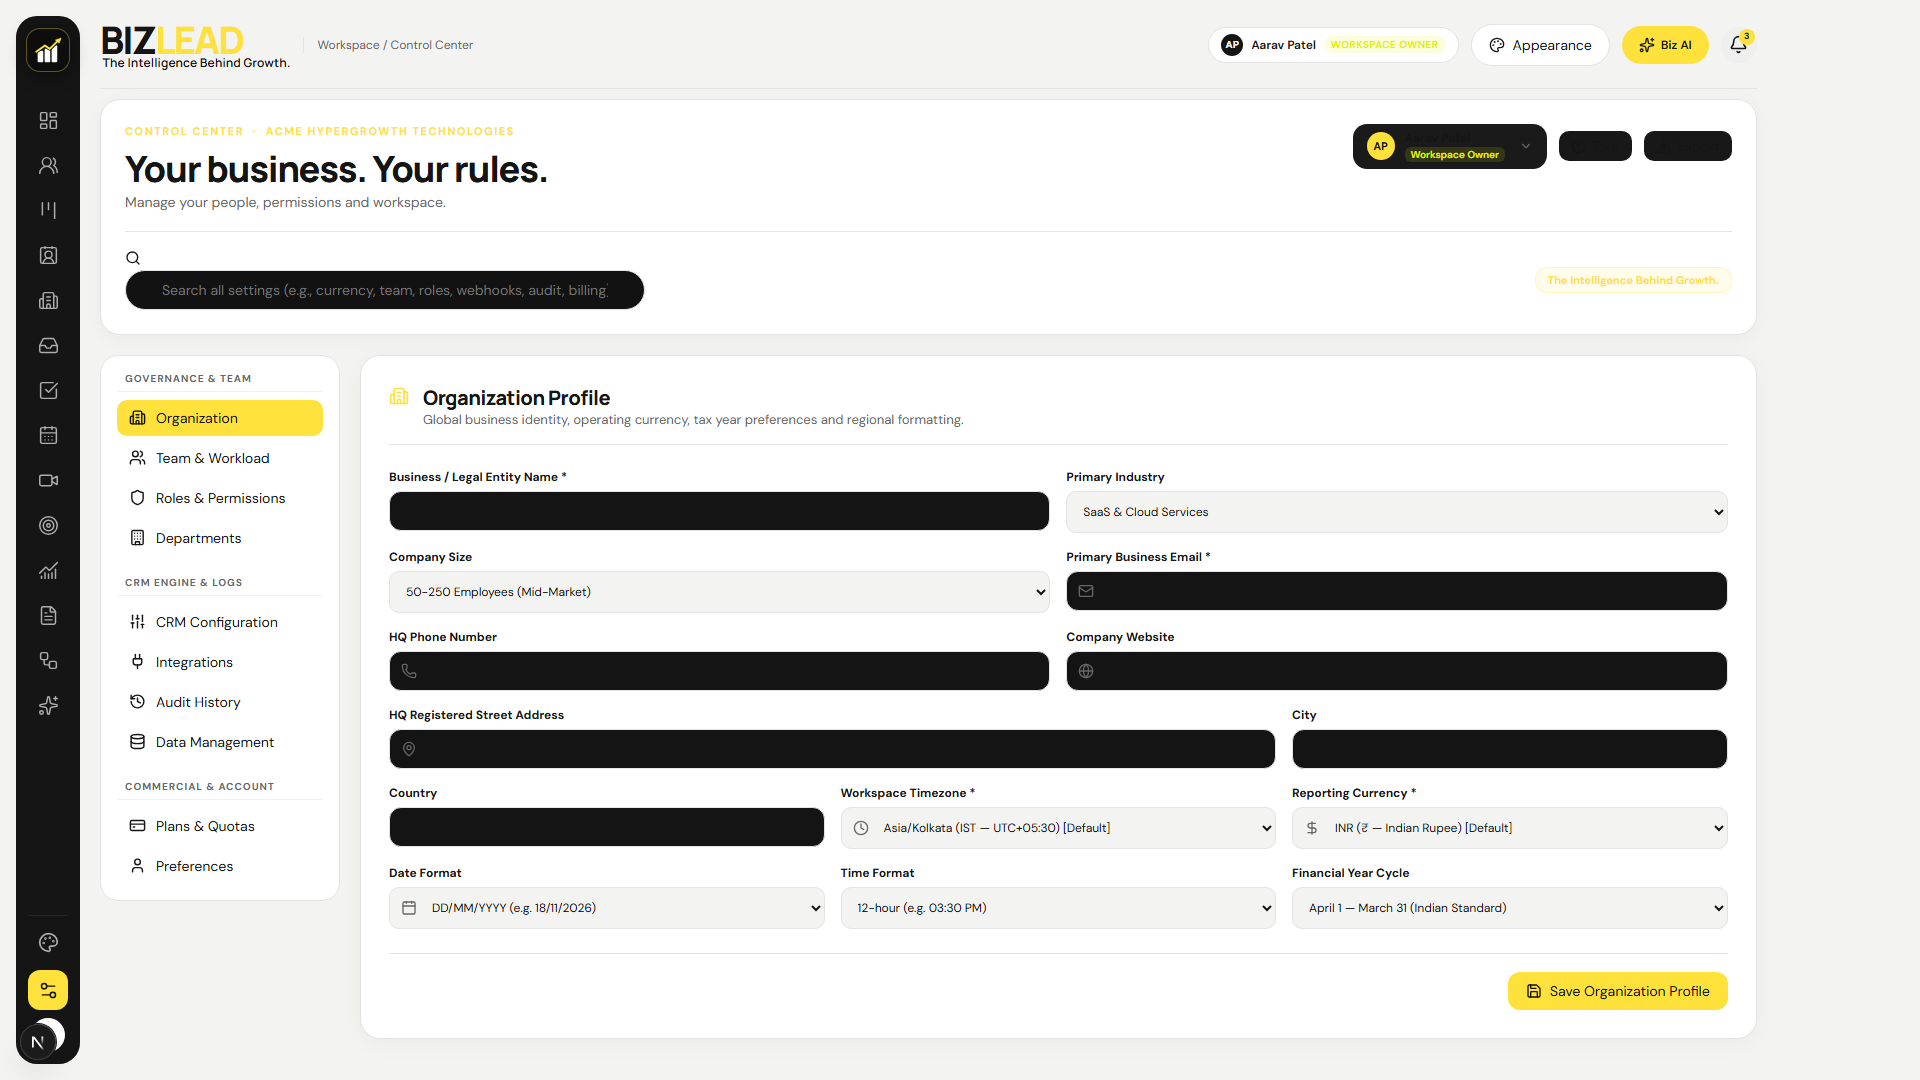 BIZLEAD
The Intelligence Behind Growth.
Workspace / Control Center
AP Aarav Patel WORKSPACE OWNER
Appearance
Biz AI
3
CONTROL CENTER · ACME HYPERGROWTH TECHNOLOGIES
Your business. Your rules.
Manage your people, permissions and workspace.
AP
Workspace Owner
Search all settings (e.g., currency, team, roles, webhooks, audit, billing)
The Intelligence Behind Growth.
GOVERNANCE & TEAM
Organization
Team & Workload
Roles & Permissions
Departments
CRM ENGINE & LOGS
CRM Configuration
Integrations
Audit History
Data Management
COMMERCIAL & ACCOUNT
Plans & Quotas
Preferences
Organization Profile
Global business identity, operating currency, tax year preferences and regional formatting.
Business / Legal Entity Name *
Primary Industry
SaaS & Cloud Services
Company Size
50-250 Employees (Mid-Market)
Primary Business Email *
HQ Phone Number
Company Website
HQ Registered Street Address
City
Country
Workspace Timezone *
Asia/Kolkata (IST — UTC+05:30) [Default]
Reporting Currency *
INR (₹ — Indian Rupee) [Default]
Date Format
DD/MM/YYYY (e.g. 18/11/2026)
Time Format
12-hour (e.g. 03:30 PM)
Financial Year Cycle
April 1 — March 31 (Indian Standard)
Save Organization Profile
N